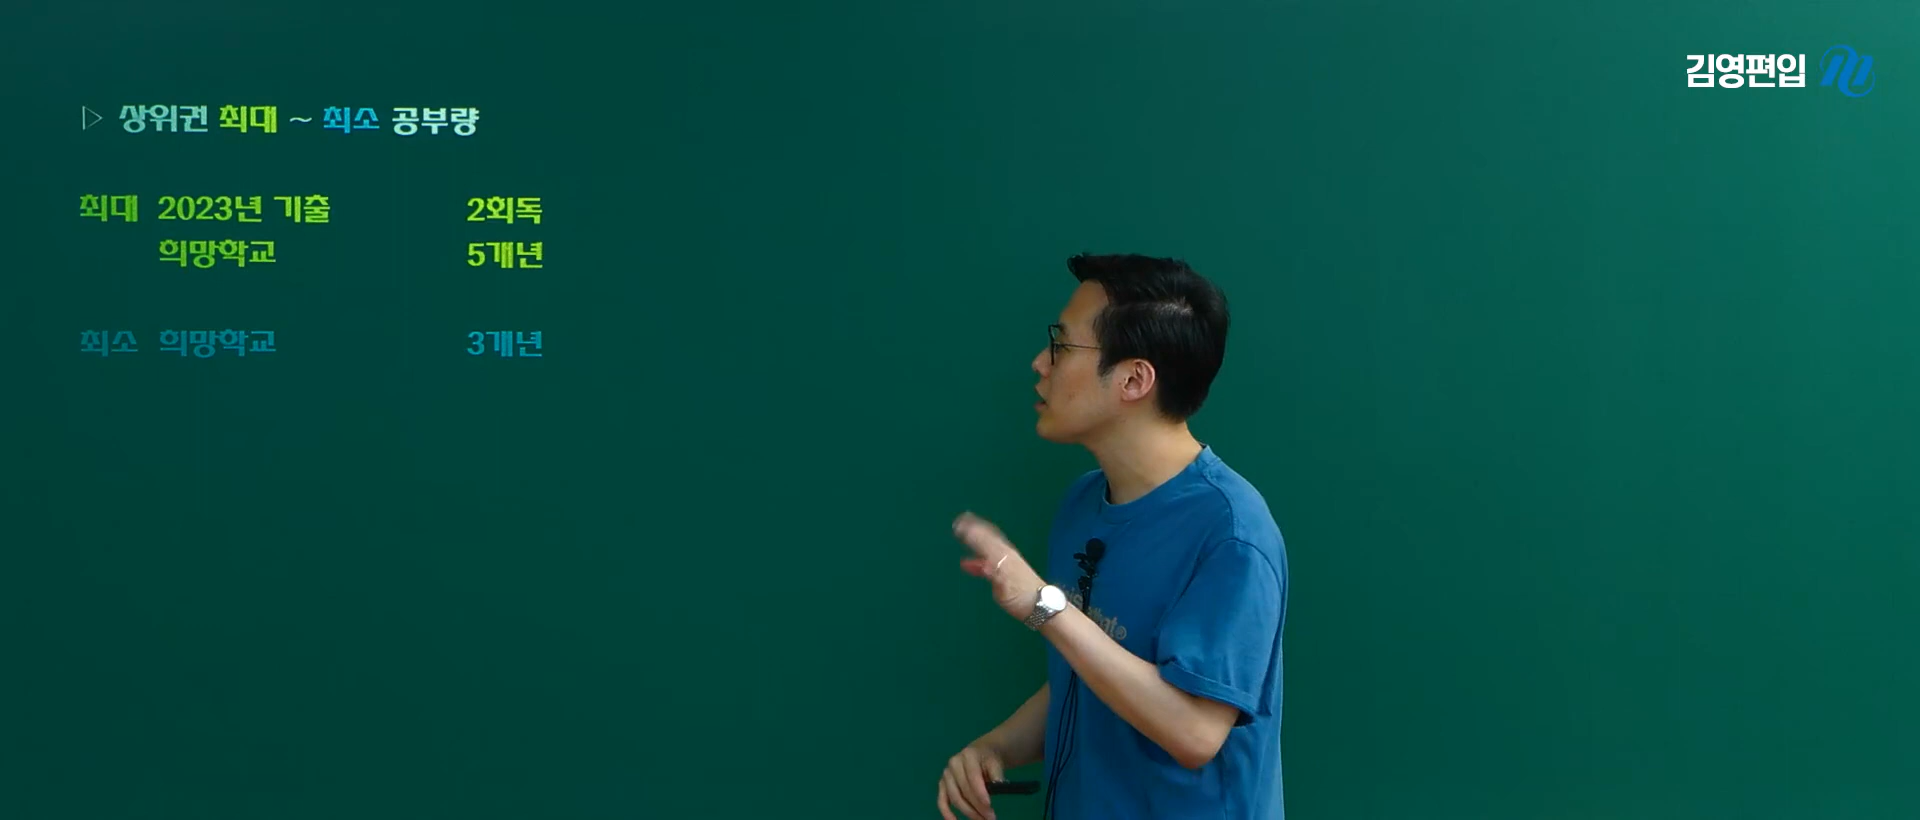 김영편입
▷ 상위권 최대 ~ 최소 공부량
최대 2023년 기출 2회독
희망학교 5개년
최소 희망학교 3개년